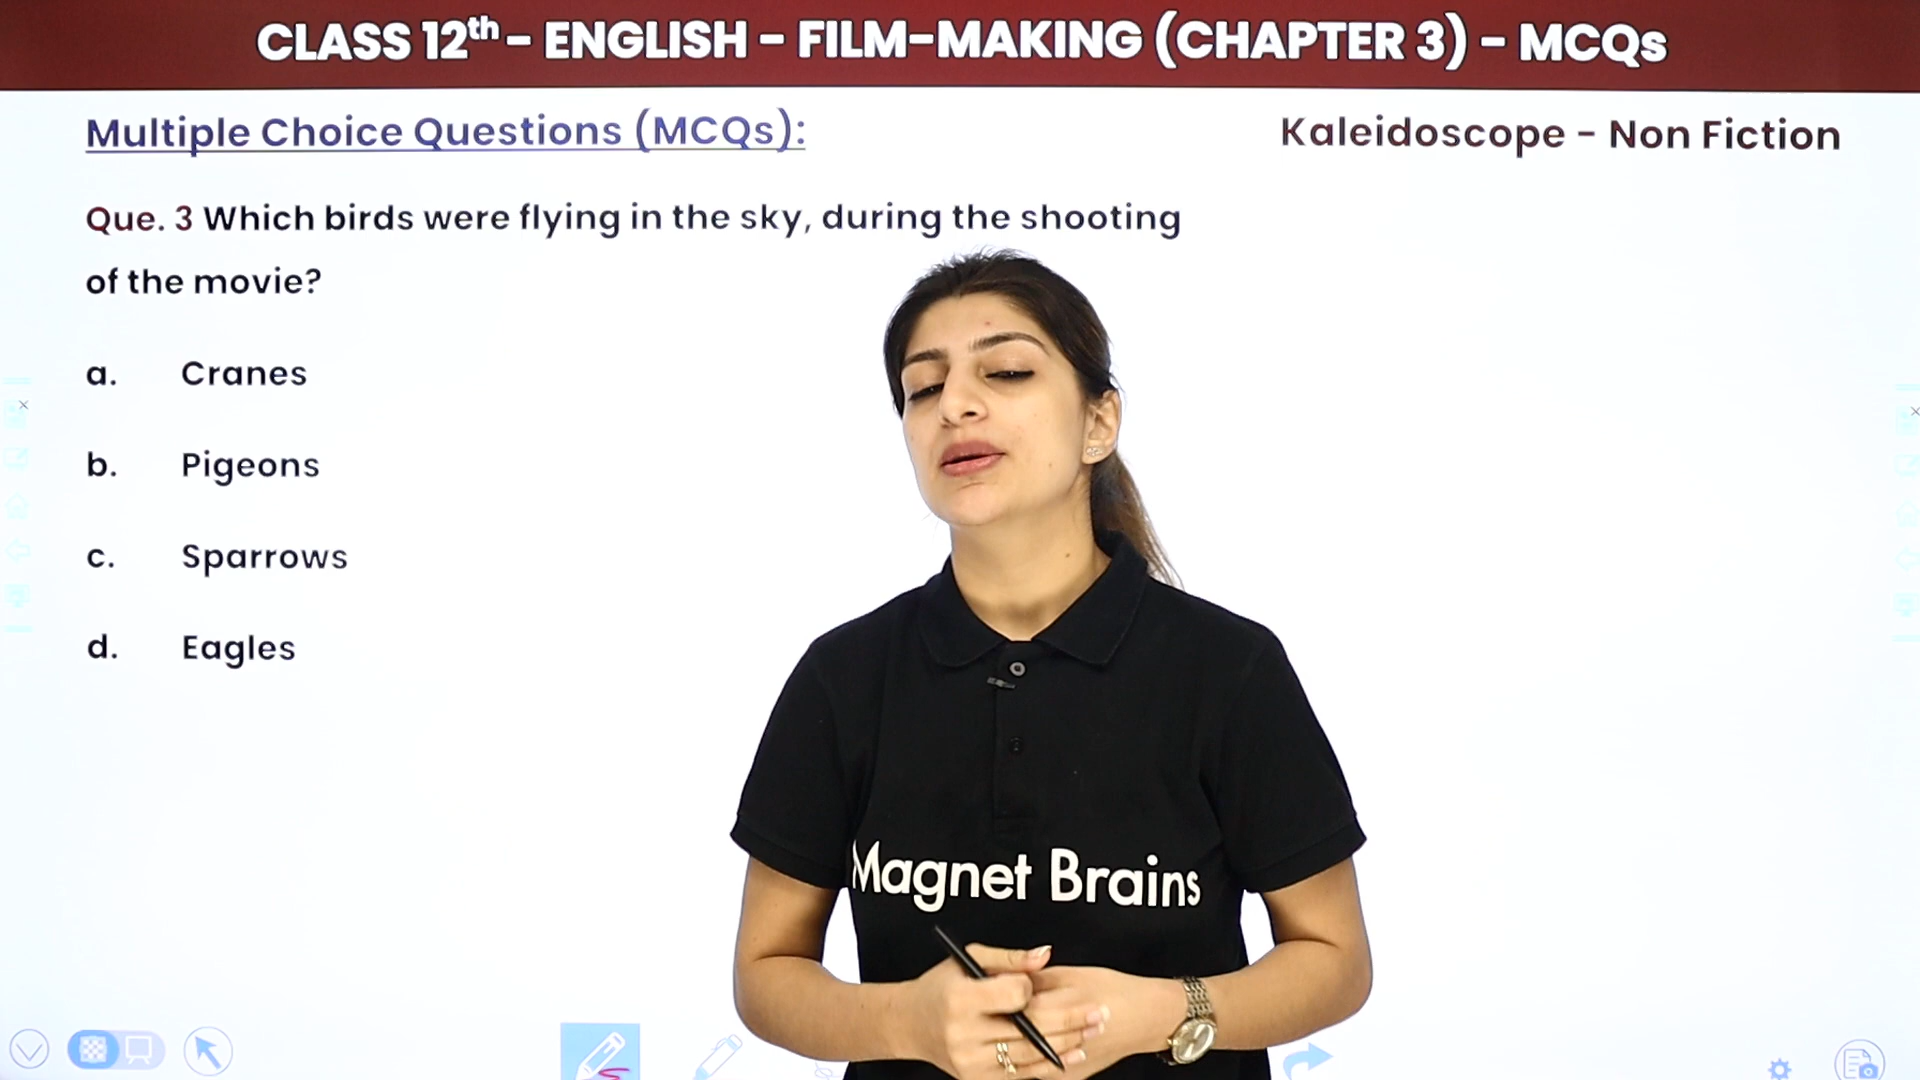 CLASS 12th - ENGLISH - FILM-MAKING (CHAPTER 3) - MCQs
Multiple Choice Questions (MCQs):
Kaleidoscope - Non Fiction
Que. 3 Which birds were flying in the sky, during the shooting
of the movie?
a. Cranes
b. Pigeons
c. Sparrows
d. Eagles
Magnet Brains